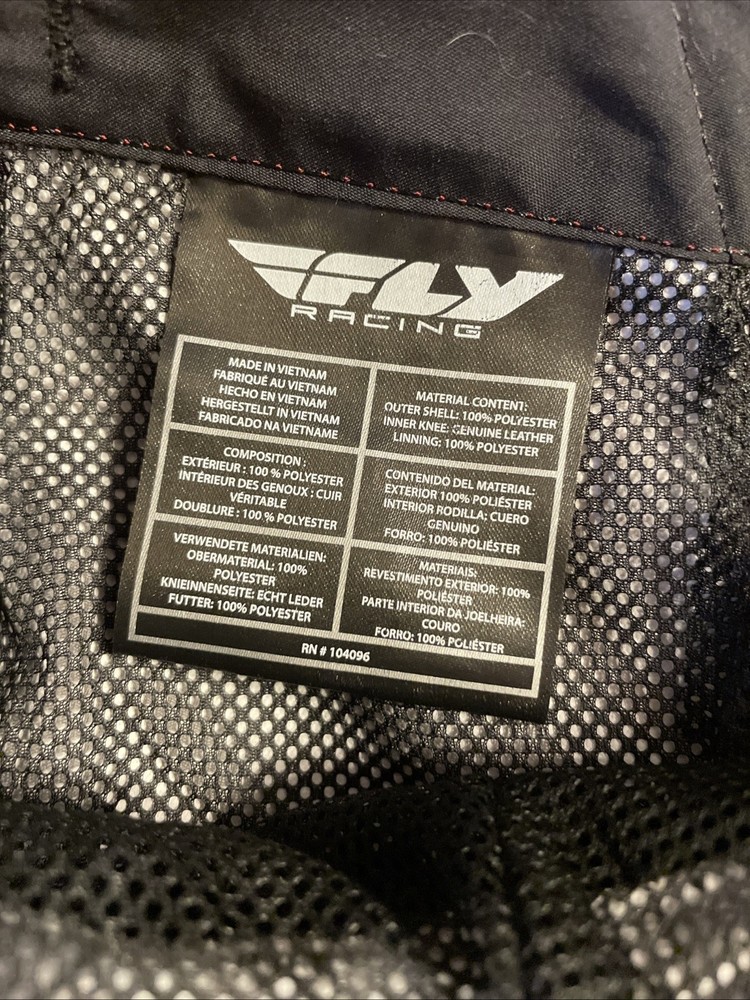 FLY
RACING
MADE IN VIETNAM
FABRIQUÉ AU VIETNAM
HECHO EN VIETNAM
HERGESTELLT IN VIETNAM
FABRICADO NA VIETNAME
MATERIAL CONTENT:
OUTER SHELL: 100% POLYESTER
INNER KNEE: GENUINE LEATHER
LINNING: 100% POLYESTER
COMPOSITION :
EXTÉRIEUR : 100 % POLYESTER
INTÉRIEUR DES GENOUX : CUIR
VÉRITABLE
DOUBLURE : 100 % POLYESTER
CONTENIDO DEL MATERIAL:
EXTERIOR 100% POLIÉSTER
INTERIOR RODILLA: CUERO
GENUINO
FORRO: 100% POLIÉSTER
VERWENDETE MATERIALIEN:
OBERMATERIAL: 100%
POLYESTER
KNIEINNENSEITE: ECHT LEDER
FUTTER: 100% POLYESTER
MATERIAIS:
REVESTIMENTO EXTERIOR: 100%
POLIÉSTER
PARTE INTERIOR DA JOELHEIRA:
COURO
FORRO: 100% POLIÉSTER
RN # 104096